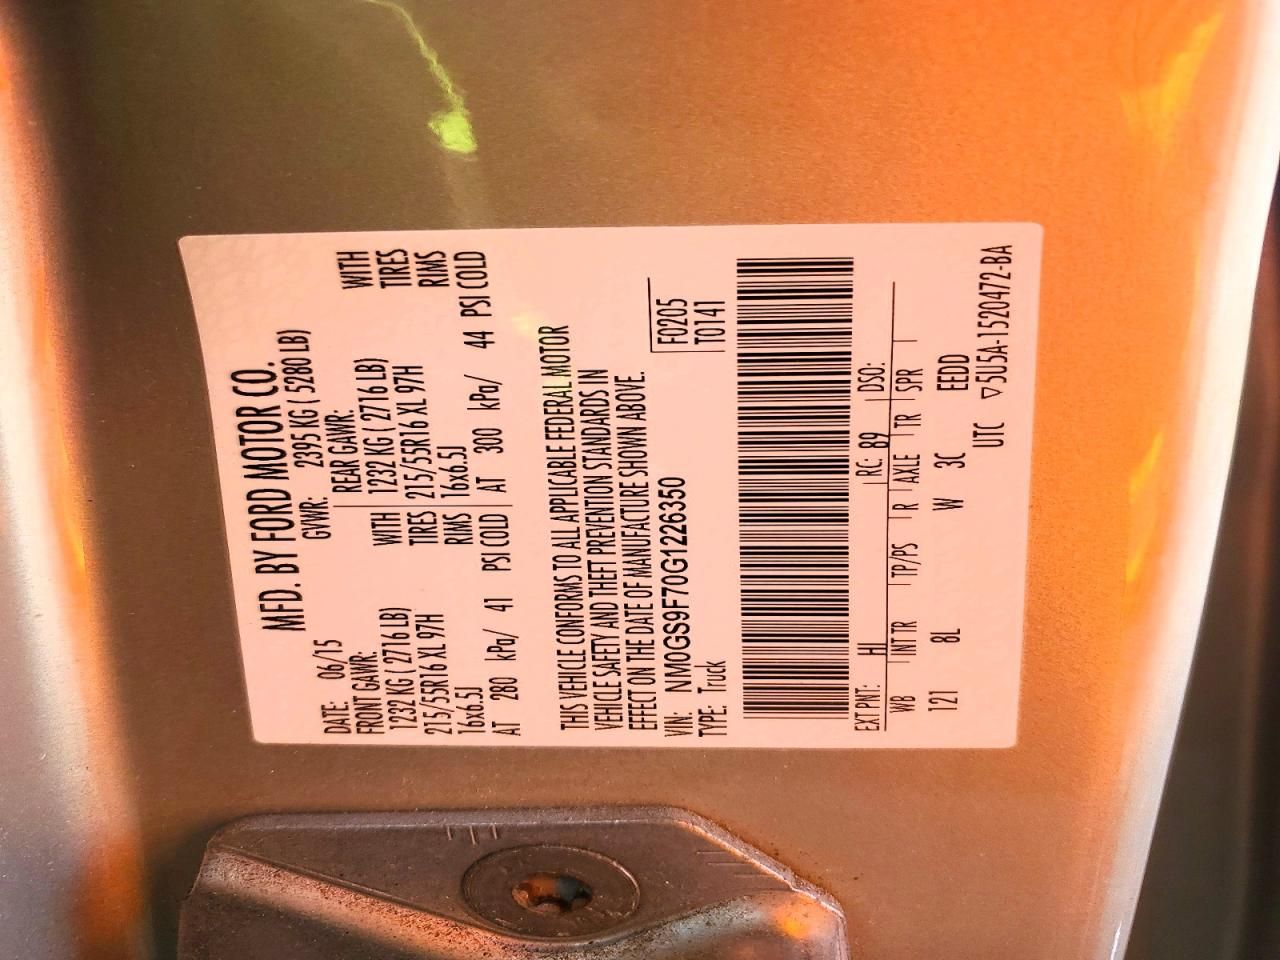 MFD. BY FORD MOTOR CO.
DATE: 06/15 GVWR: 2395 KG ( 5280 LB)
FRONT GAWR: REAR GAWR: WITH
1232 KG ( 2716 LB) WITH 1232 KG ( 2716 LB) TIRES
215/55R16 XL 97H TIRES 215/55R16 XL 97H RIMS
16x6.5J RIMS 16x6.5J
AT 280 kPa/ 41 PSI COLD AT 300 kPa/ 44 PSI COLD
THIS VEHICLE CONFORMS TO ALL APPLICABLE FEDERAL MOTOR
VEHICLE SAFETY AND THEFT PREVENTION STANDARDS IN
EFFECT ON THE DATE OF MANUFACTURE SHOWN ABOVE.
VIN: NM0GS9F70G1226350 F0205
TYPE: Truck T0141
EXT PNT: HI RC: 89 DSO:
WB INT TR TP/PS R AXLE TR SPR
121 8L W 3C EEDD
UTC ▽5U5A-1520472-BA